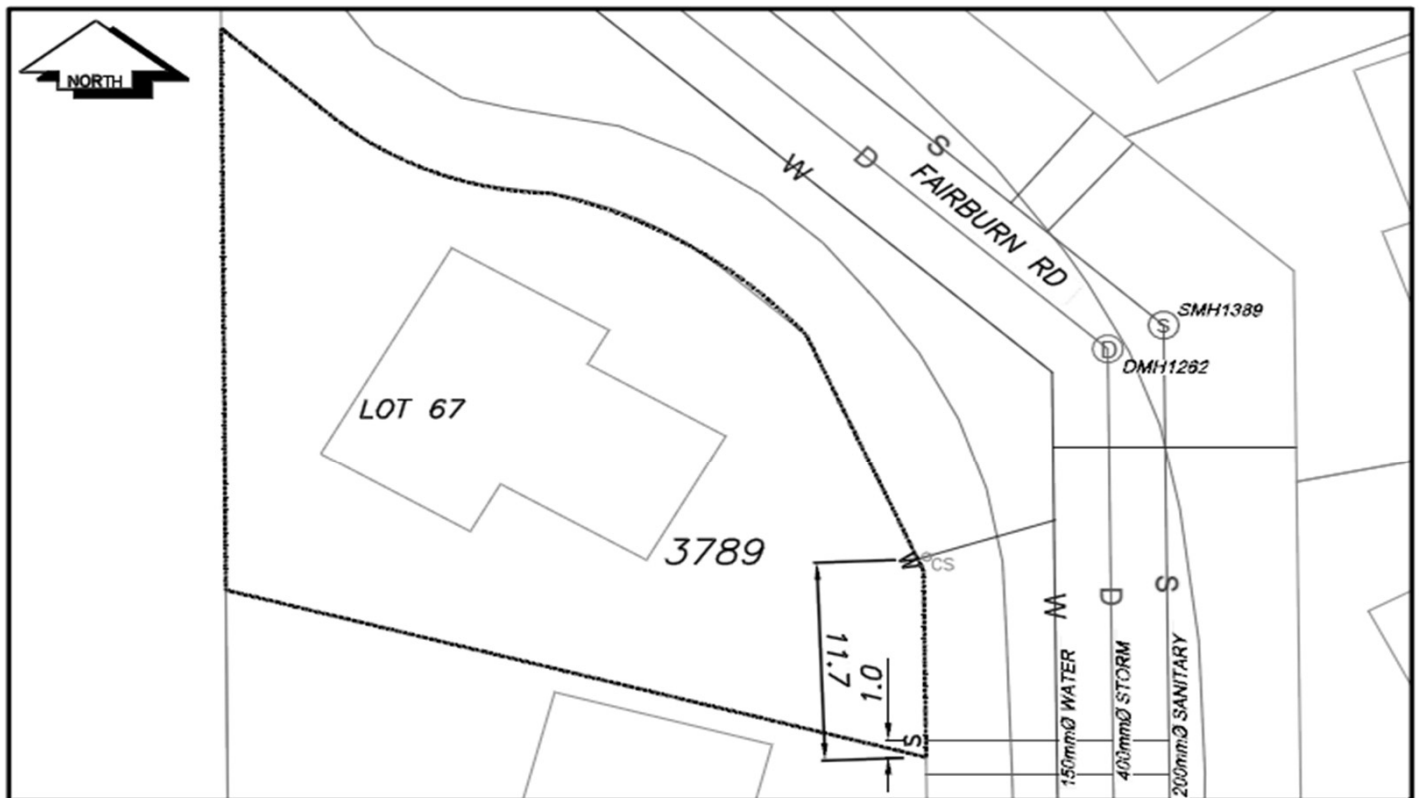 NORTH
S
D
W
FAIRBURN RD
SMH1389
S
D
DMH1262
LOT 67
3789
W
CS
S
D
W
11.7
1.0
S
150mmØ WATER
400mmØ STORM
200mmØ SANITARY